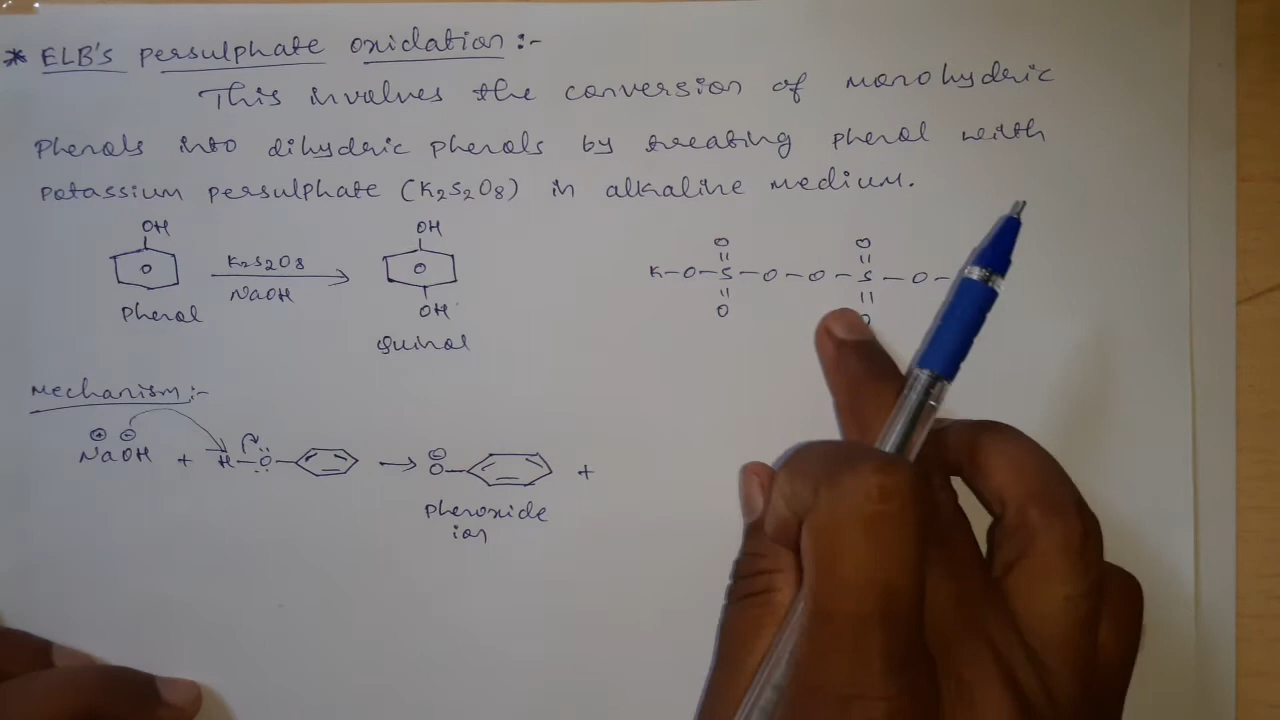 * ELB's persulphate oxidation :-
This involves the conversion of monohydric
phenols into dihydric phenols by treating phenol with
potassium persulphate (K2S2O8) in alkaline medium.
OH
K2S2O8
NaOH
Phenol
OH
OH
Quinol
O O
K-O-S-O-O-S-O-
O O
Mechanism:-
⊕ ⊖
NaOH + H-O- → O- +
⊖
Phenoxide
ion